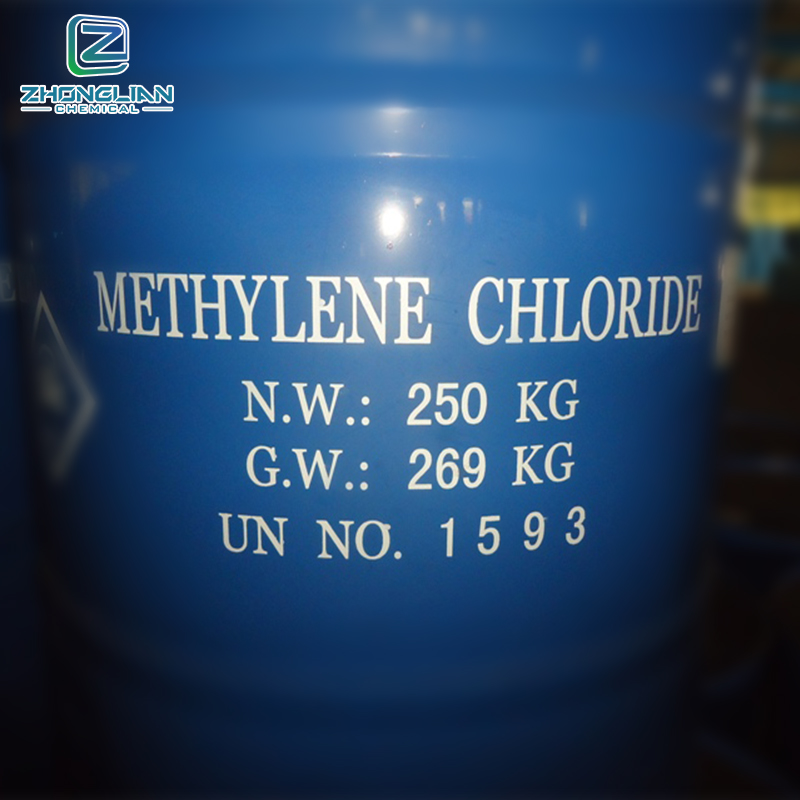 ZHONGLIAN
CHEMICAL
METHYLENE CHLORIDE
N.W.: 250 KG
G.W.: 269 KG
UN NO. 1593